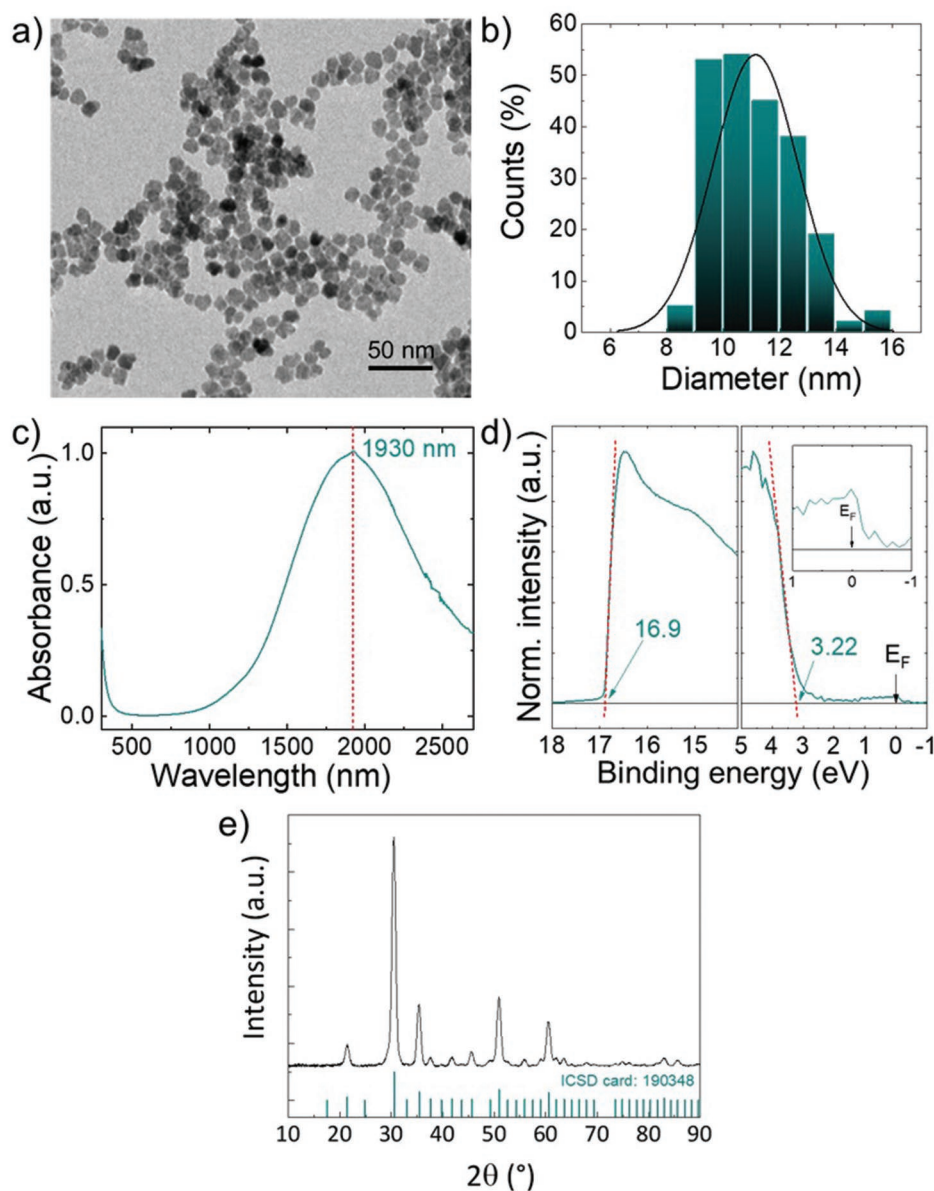 a)
50 nm
b)
Counts (%)
60
50
40
30
20
10
0
6 8 10 12 14 16
Diameter (nm)
c)
Absorbance (a.u.)
1.0
0.5
0.0
1930 nm
500 1000 1500 2000 2500
Wavelength (nm)
d)
Norm. intensity (a.u.)
16.9
3.22
E_F
E_F
1 0 -1
18 17 16 15 5 4 3 2 1 0 -1
Binding energy (eV)
e)
Intensity (a.u.)
ICSD card: 190348
10 20 30 40 50 60 70 80 90
2θ (°)